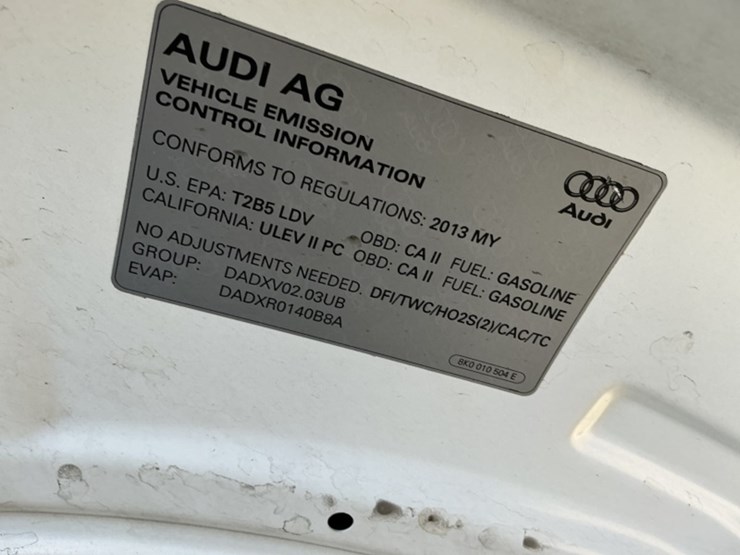 AUDI AG
VEHICLE EMISSION
CONTROL INFORMATION
CONFORMS TO REGULATIONS: 2013 MY
U.S. EPA: T2B5 LDV OBD: CA II FUEL: GASOLINE
CALIFORNIA: ULEV II PC OBD: CA II FUEL: GASOLINE
NO ADJUSTMENTS NEEDED. DFI/TWC/HO2S(2)/CAC/TC
GROUP: DADXV02.03UB
EVAP: DADXR0140B8A
Audi
8K0 010 504 E